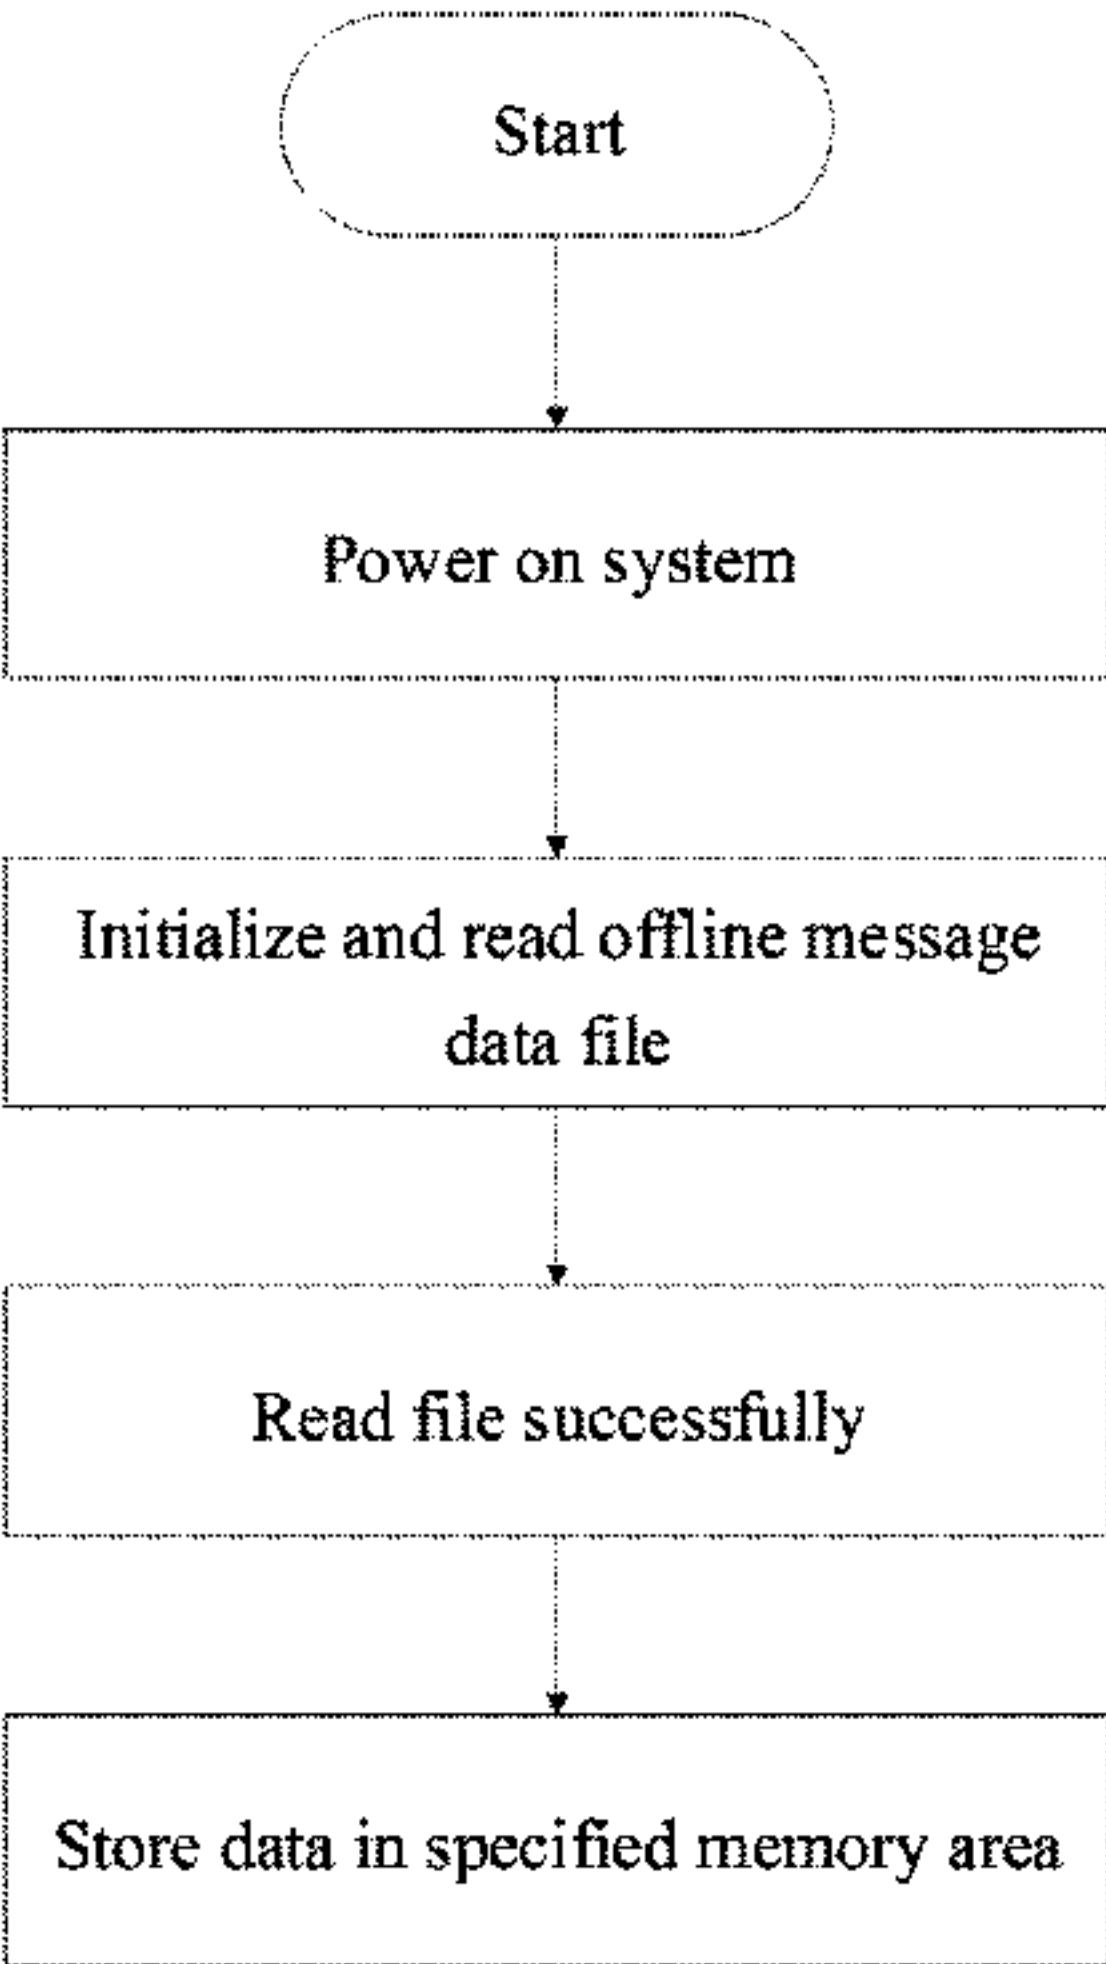 Start
Power on system
Initialize and read offline message
data file
Read file successfully
Store data in specified memory area